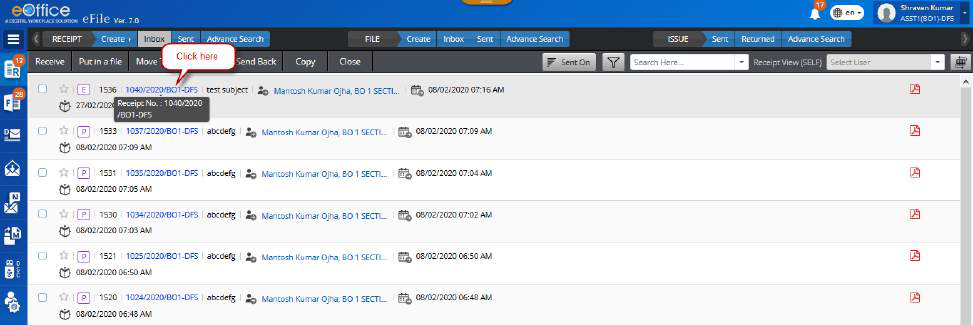 eOffice
A DIGITAL WORKPLACE SOLUTION
eFile Ver. 7.0
17
en
Shravan Kumar
ASST1(BO1)-DFS
RECEIPT Create Inbox Sent Advance Search
FILE Create Inbox Sent Advance Search
ISSUE Sent Returned Advance Search
Receive Put in a file Move T Send Back Copy Close
Click here
Sent On
Search Here...
Receipt View (SELF)
Select User
12
28
E 1536 1040/2020/BO1-DFS test subject Mantosh Kumar Ojha, BO 1 SECTI... 08/02/2020 07:16 AM
27/02/
Receipt No. : 1040/2020
/BO1-DFS
P 1533 1037/2020/BO1-DFS abcdefg Mantosh Kumar Ojha, BO 1 SECTI... 08/02/2020 07:09 AM
08/02/2020 07:09 AM
P 1531 1035/2020/BO1-DFS abcdefg Mantosh Kumar Ojha, BO 1 SECTI... 08/02/2020 07:04 AM
08/02/2020 07:05 AM
P 1530 1034/2020/BO1-DFS abcdefg Mantosh Kumar Ojha, BO 1 SECTI... 08/02/2020 07:02 AM
08/02/2020 07:03 AM
P 1521 1025/2020/BO1-DFS abcdefg Mantosh Kumar Ojha, BO 1 SECTI... 08/02/2020 06:50 AM
08/02/2020 06:50 AM
P 1520 1024/2020/BO1-DFS abcdefg Mantosh Kumar Ojha, BO 1 SECTI... 08/02/2020 06:48 AM
08/02/2020 06:48 AM